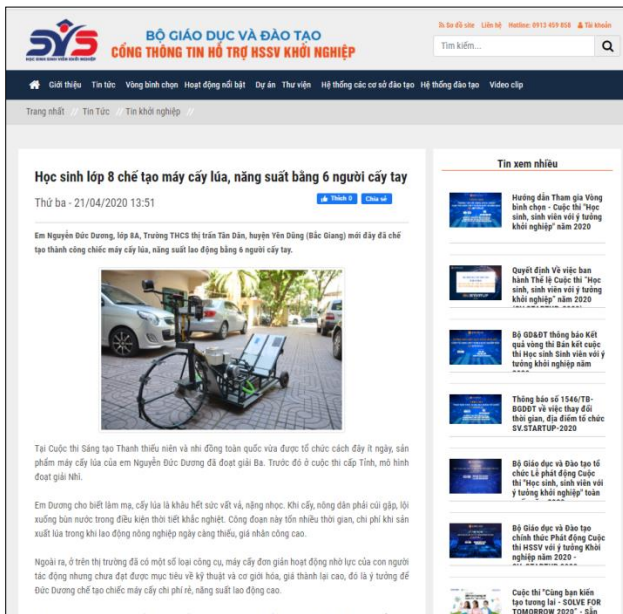 SVS
HỌC SINH SINH VIÊN KHỞI NGHIỆP
BỘ GIÁO DỤC VÀ ĐÀO TẠO
CỔNG THÔNG TIN HỖ TRỢ HSSV KHỞI NGHIỆP
Sơ đồ site Liên hệ Hotline: 0913 459 858 Tài khoản
Tìm kiếm...
Giới thiệu Tin tức Vòng bình chọn Hoạt động nổi bật Dự án Thư viện Hệ thống các cơ sở đào tạo Hệ thống đào tạo Video clip
Trang nhất // Tin Tức // Tin khởi nghiệp //
Học sinh lớp 8 chế tạo máy cấy lúa, năng suất bằng 6 người cấy tay
Thứ ba - 21/04/2020 13:51
Thích 0 Chia sẻ
Em Nguyễn Đức Dương, lớp 8A, Trường THCS thị trấn Tân Dân, huyện Yên Dũng (Bắc Giang) mới đây đã chế
tạo thành công chiếc máy cấy lúa, năng suất lao động bằng 6 người cấy tay.
Tại Cuộc thi Sáng tạo Thanh thiếu niên và nhi đồng toàn quốc vừa được tổ chức cách đây ít ngày, sản
phẩm máy cấy lúa của em Nguyễn Đức Dương đã đoạt giải Ba. Trước đó ở cuộc thi cấp Tỉnh, mô hình
đoạt giải Nhì.
Em Dương cho biết làm mạ, cấy lúa là khâu hết sức vất vả, nặng nhọc. Khi cấy, nông dân phải cúi gập, lội
xuống bùn nước trong điều kiện thời tiết khắc nghiệt. Công đoạn này tốn nhiều thời gian, chi phí khi sản
xuất lúa trong khi lao động nông nghiệp ngày càng thiếu, giá nhân công cao.
Ngoài ra, ở trên thị trường đã có một số loại công cụ, máy cấy đơn giản hoạt động nhờ lực của con người
tác động nhưng chưa đạt được mục tiêu về kỹ thuật và cơ giới hóa, giá thành lại cao, đó là ý tưởng để
Đức Dương chế tạo chiếc máy cấy chi phí rẻ, năng suất lao động cao.
Tin xem nhiều
Hướng dẫn Tham gia Vòng
bình chọn - Cuộc thi "Học
sinh, sinh viên với ý tưởng
khởi nghiệp" năm 2020
Quyết định Về việc ban
hành Thể lệ Cuộc thi "Học
sinh, sinh viên với ý tưởng
khởi nghiệp" năm 2020
Bộ GD&ĐT thông báo Kết
quả vòng thi Bán kết cuộc
thi Học sinh Sinh viên với ý
tưởng khởi nghiệp năm
Thông báo số 1546/TB-
BGDĐT về việc thay đổi
thời gian, địa điểm tổ chức
SV.STARTUP-2020
Bộ Giáo dục và Đào tạo tổ
chức Lễ phát động Cuộc
thi "Học sinh, sinh viên với
ý tưởng khởi nghiệp" toàn
Bộ Giáo dục và Đào tạo
chính thức Phát động Cuộc
thi HSSV với ý tưởng Khởi
nghiệp năm 2020 -
Cuộc thi "Cùng bạn kiến
tạo tương lai - SOLVE FOR
TOMORROW 2020" - Sân